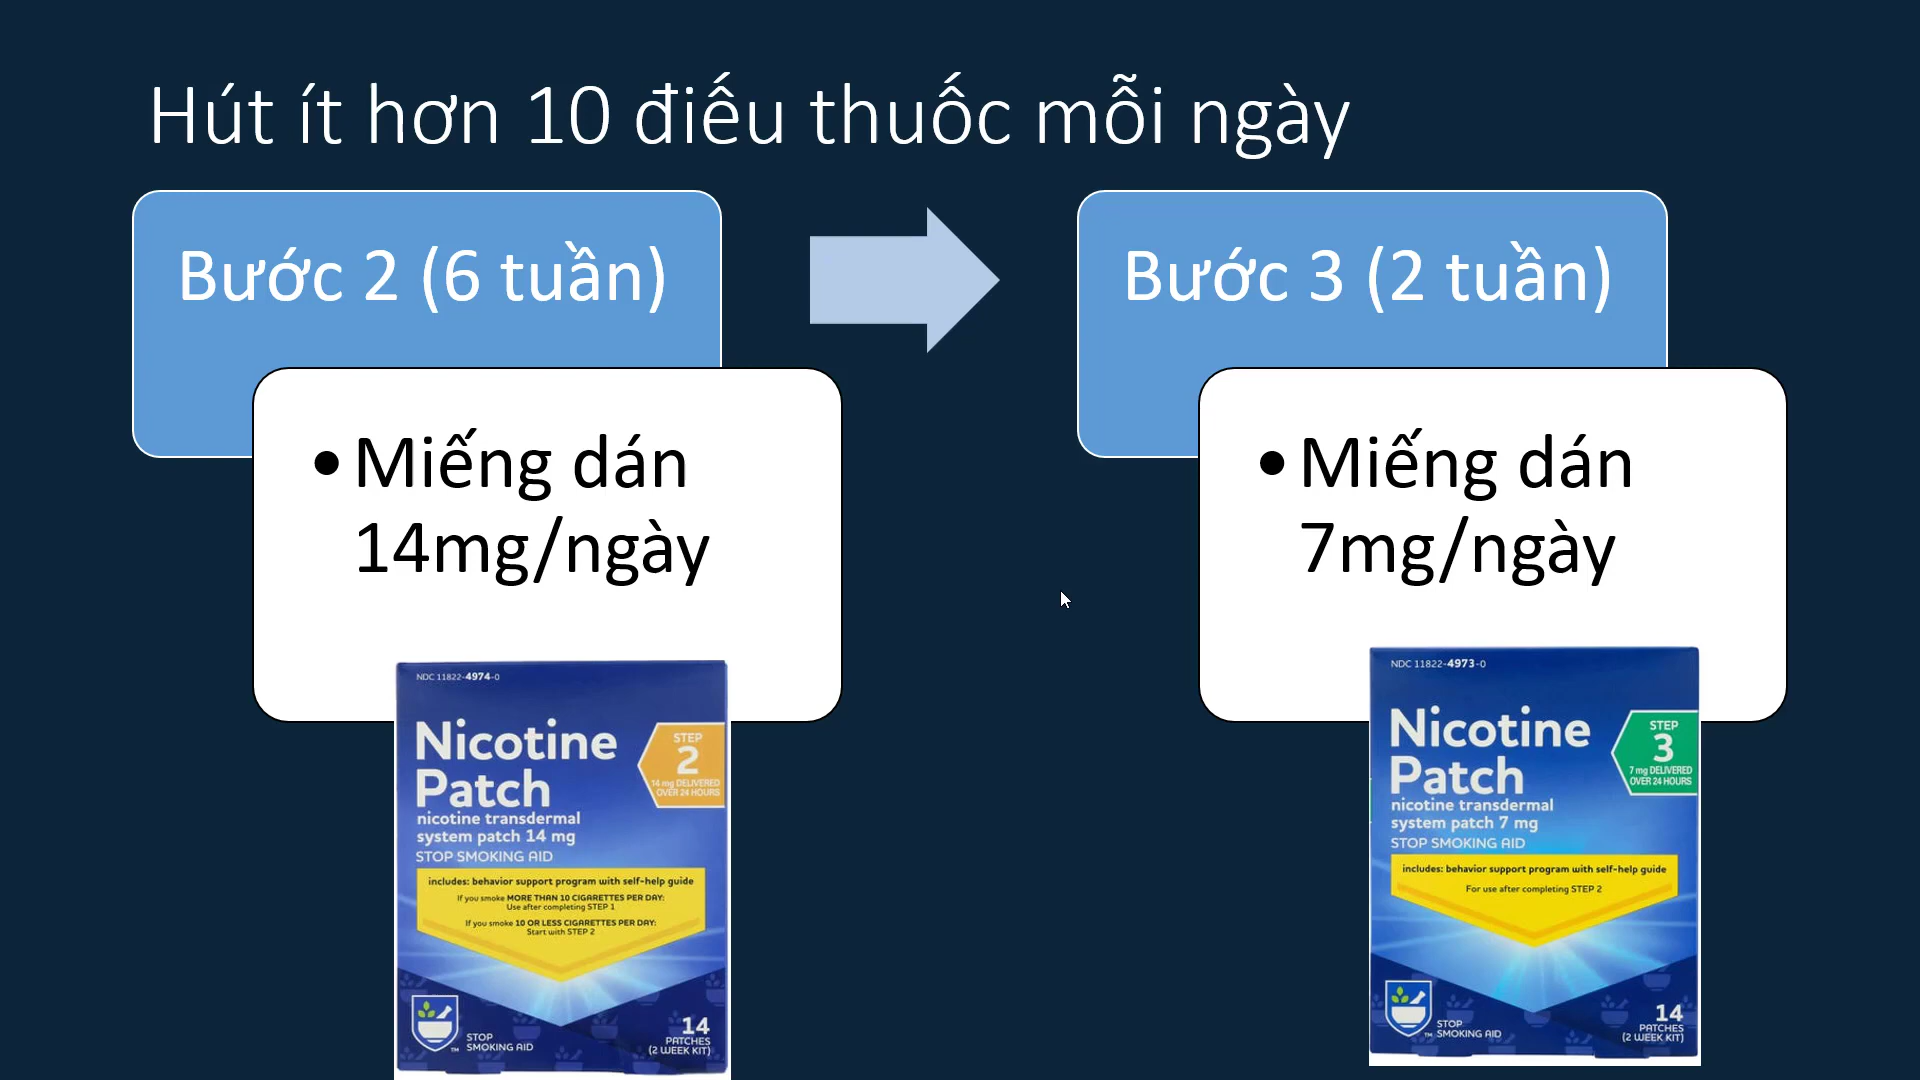 Hút ít hơn 10 điếu thuốc mỗi ngày
Bước 2 (6 tuần)
• Miếng dán
14mg/ngày
Bước 3 (2 tuần)
• Miếng dán
7mg/ngày
NDC 11822-4974-0
Nicotine
Patch
nicotine transdermal
system patch 14 mg
STOP SMOKING AID
STEP
2
14 mg DELIVERED
OVER 24 HOURS
includes: behavior support program with self-help guide
If you smoke MORE THAN 10 CIGARETTES PER DAY:
Use after completing STEP 1
If you smoke 10 OR LESS CIGARETTES PER DAY:
Start with STEP 2
TM
STOP
SMOKING AID
14
PATCHES
(2 WEEK KIT)
NDC 11822-4973-0
Nicotine
Patch
nicotine transdermal
system patch 7 mg
STOP SMOKING AID
STEP
3
7 mg DELIVERED
OVER 24 HOURS
includes: behavior support program with self-help guide
For use after completing STEP 2
TM
STOP
SMOKING AID
14
PATCHES
(2 WEEK KIT)